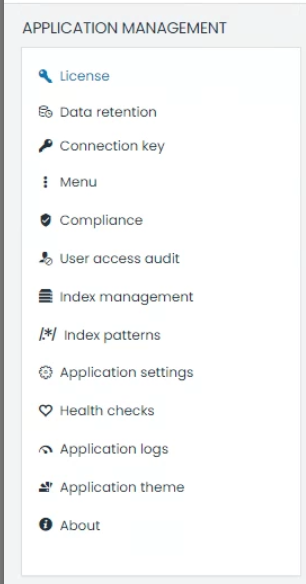 APPLICATION MANAGEMENT
License
Data retention
Connection key
Menu
Compliance
User access audit
Index management
/.*/ Index patterns
Application settings
Health checks
Application logs
Application theme
About